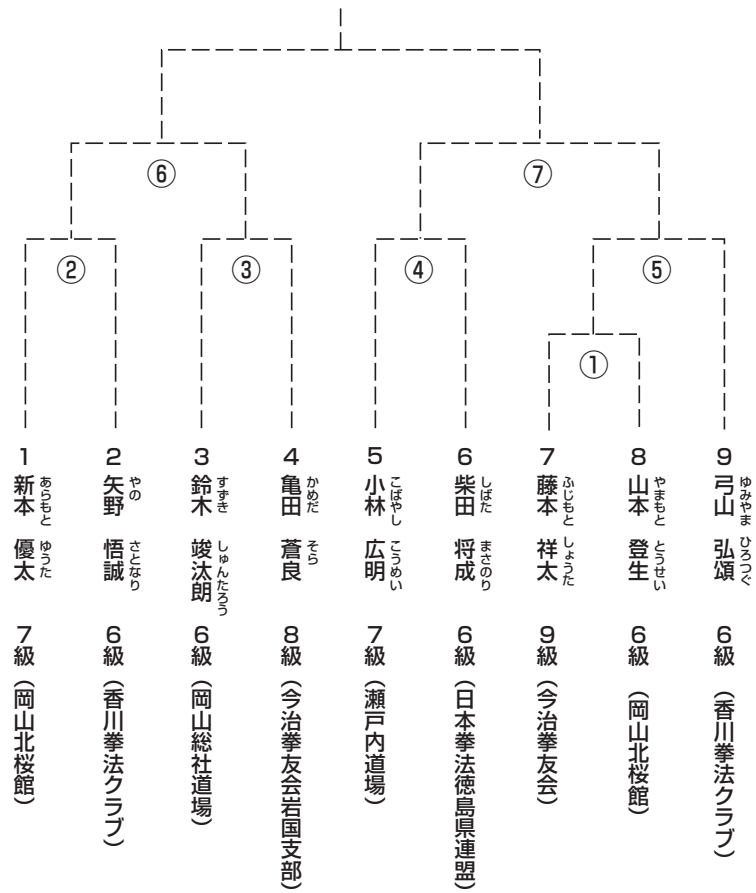 ⑥
⑦
②
③
④
⑤
①
1 新本 優太 あらもと ゆうた 7級 (岡山北桜館)
2 矢野 悟誠 やの さとなり 6級 (香川拳法クラブ)
3 鈴木 竣汰朗 すずき しゅんたろう 6級 (岡山総社道場)
4 亀田 蒼良 かめだ そら 8級 (今治拳友会岩国支部)
5 小林 広明 こばやし こうめい 7級 (瀬戸内道場)
6 柴田 将成 しばた まさのり 6級 (日本拳法徳島県連盟)
7 藤本 祥太 ふじもと しょうた 9級 (今治拳友会)
8 山本 登生 やまもと とうせい 6級 (岡山北桜館)
9 弓山 弘頌 ゆみやま ひろつぐ 6級 (香川拳法クラブ)